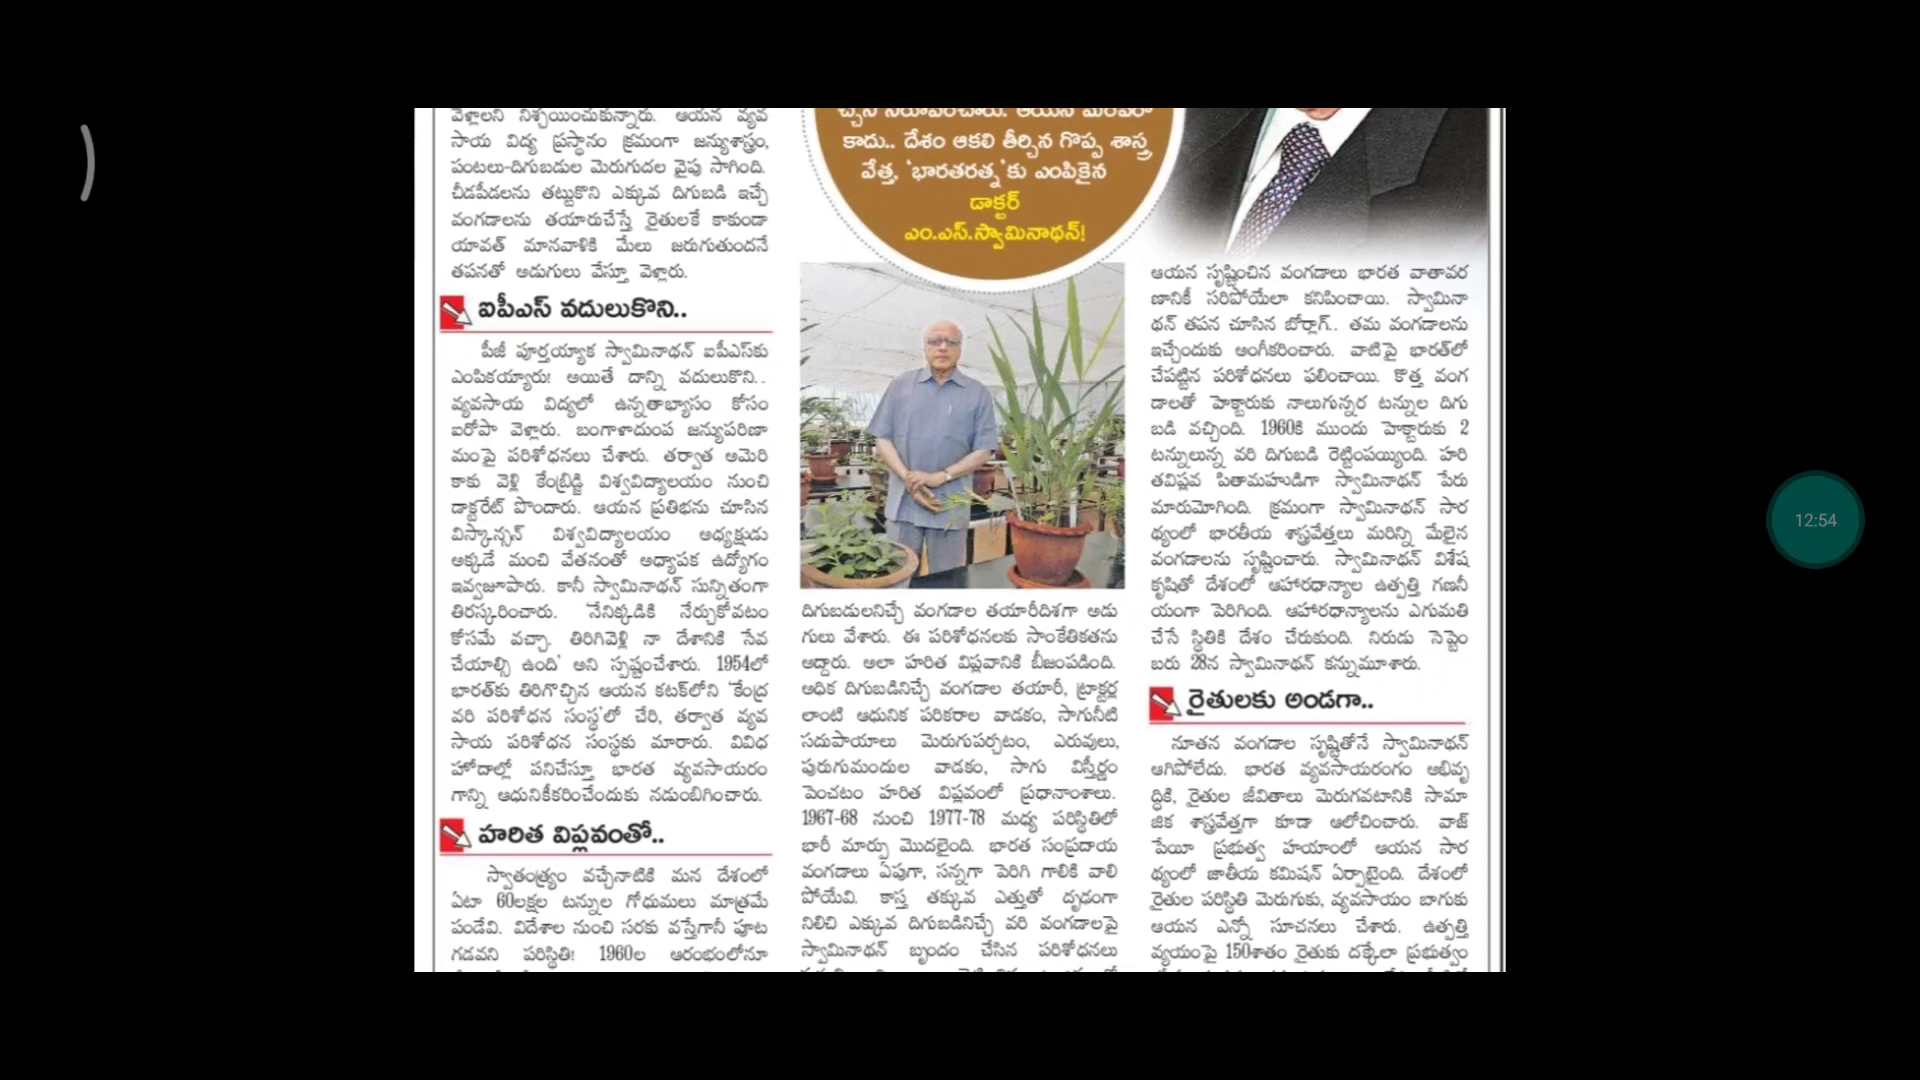 వెళ్లాలని నిశ్చయించుకున్నారు. ఆయన వ్యవ
సాయ విద్య ప్రస్థానం క్రమంగా జన్యుశాస్త్రం,
పంటలు-దిగుబడుల మెరుగుదల వైపు సాగింది.
చీడపీడలను తట్టుకొని ఎక్కువ దిగుబడి ఇచ్చే
వంగడాలను తయారుచేస్తే రైతులకే కాకుండా
యావత్ మానవాళికి మేలు జరుగుతుందనే
తపనతో అడుగులు వేస్తూ వెళ్లారు.
ఐపీఎస్ వదులుకొని..
పీజీ పూర్తయ్యాక స్వామినాథన్ ఐపీఎస్‌కు
ఎంపికయ్యారు! అయితే దాన్ని వదులుకొని..
వ్యవసాయ విద్యలో ఉన్నతాభ్యాసం కోసం
ఐరోపా వెళ్లారు. బంగాళాదుంప జన్యుపరిణా
మంపై పరిశోధనలు చేశారు. తర్వాత అమెరి
కాకు వెళ్లి కేంబ్రిడ్జి విశ్వవిద్యాలయం నుంచి
డాక్టరేట్ పొందారు. ఆయన ప్రతిభను చూసిన
విస్కాన్సన్ విశ్వవిద్యాలయం అధ్యక్షుడు
అక్కడే మంచి వేతనంతో అధ్యాపక ఉద్యోగం
ఇవ్వజూపారు. కానీ స్వామినాథన్ సున్నితంగా
తిరస్కరించారు. 'నేనిక్కడికి నేర్చుకోవటం
కోసమే వచ్చా. తిరిగివెళ్లి నా దేశానికి సేవ
చేయాల్సి ఉంది' అని స్పష్టంచేశారు. 1954లో
భారత్‌కు తిరిగొచ్చిన ఆయన కటక్‌లోని 'కేంద్ర
వరి పరిశోధన సంస్థ'లో చేరి, తర్వాత వ్యవ
సాయ పరిశోధన సంస్థకు మారారు. వివిధ
హోదాల్లో పనిచేస్తూ భారత వ్యవసాయరం
గాన్ని ఆధునికీకరించేందుకు నడుంబిగించారు.
హరిత విప్లవంతో..
స్వాతంత్ర్యం వచ్చేనాటికి మన దేశంలో
ఏటా 60లక్షల టన్నుల గోధుమలు మాత్రమే
పండేవి. విదేశాల నుంచి సరకు వస్తేగానీ పూట
గడవని పరిస్థితి! 1960ల ఆరంభంలోనూ
కాదు.. దేశం ఆకలి తీర్చిన గొప్ప శాస్త్ర
వేత్త, 'భారతరత్న'కు ఎంపికైన
డాక్టర్
ఎం.ఎస్.స్వామినాథన్!
దిగుబడులనిచ్చే వంగడాల తయారీదిశగా అడు
గులు వేశారు. ఈ పరిశోధనలకు సాంకేతికతను
అద్దారు. అలా హరిత విప్లవానికి బీజంపడింది.
అధిక దిగుబడినిచ్చే వంగడాల తయారీ, ట్రాక్టర్ల
లాంటి ఆధునిక పరికరాల వాడకం, సాగునీటి
సదుపాయాలు మెరుగుపర్చటం, ఎరువులు,
పురుగుమందుల వాడకం, సాగు విస్తీర్ణం
పెంచటం హరిత విప్లవంలో ప్రధానాంశాలు.
1967-68 నుంచి 1977-78 మధ్య పరిస్థితిలో
భారీ మార్పు మొదలైంది. భారత సంప్రదాయ
వంగడాలు ఏపుగా, సన్నగా పెరిగి గాలికి వాలి
పోయేవి. కాస్త తక్కువ ఎత్తుతో దృఢంగా
నిలిచి ఎక్కువ దిగుబడినిచ్చే వరి వంగడాలపై
స్వామినాథన్ బృందం చేసిన పరిశోధనలు
ఆయన సృష్టించిన వంగడాలు భారత వాతావర
ణానికీ సరిపోయేలా కనిపించాయి. స్వామినా
థన్ తపన చూసిన బోర్లాగ్.. తమ వంగడాలను
ఇచ్చేందుకు అంగీకరించారు. వాటిపై భారత్‌లో
చేపట్టిన పరిశోధనలు ఫలించాయి. కొత్త వంగ
డాలతో హెక్టారుకు నాలుగున్నర టన్నుల దిగు
బడి వచ్చింది. 1960కి ముందు హెక్టారుకు 2
టన్నులున్న వరి దిగుబడి రెట్టింపయ్యింది. హరి
తవిప్లవ పితామహుడిగా స్వామినాథన్ పేరు
మారుమోగింది. క్రమంగా స్వామినాథన్ సార
థ్యంలో భారతీయ శాస్త్రవేత్తలు మరిన్ని మేలైన
వంగడాలను సృష్టించారు. స్వామినాథన్ విశేష
కృషితో దేశంలో ఆహారధాన్యాల ఉత్పత్తి గణనీ
యంగా పెరిగింది. ఆహారధాన్యాలను ఎగుమతి
చేసే స్థితికి దేశం చేరుకుంది. నిరుడు సెప్టెం
బరు 28న స్వామినాథన్ కన్నుమూశారు.
రైతులకు అండగా..
నూతన వంగడాల సృష్టితోనే స్వామినాథన్
ఆగిపోలేదు. భారత వ్యవసాయరంగం అభివృ
ద్ధికి, రైతుల జీవితాలు మెరుగవటానికి సామా
జిక శాస్త్రవేత్తగా కూడా ఆలోచించారు. వాజ్
పేయీ ప్రభుత్వ హయాంలో ఆయన సార
థ్యంలో జాతీయ కమిషన్ ఏర్పాటైంది. దేశంలో
రైతుల పరిస్థితి మెరుగుకు, వ్యవసాయం బాగుకు
ఆయన ఎన్నో సూచనలు చేశారు. ఉత్పత్తి
వ్యయంపై 150శాతం రైతుకు దక్కేలా ప్రభుత్వం
12:54